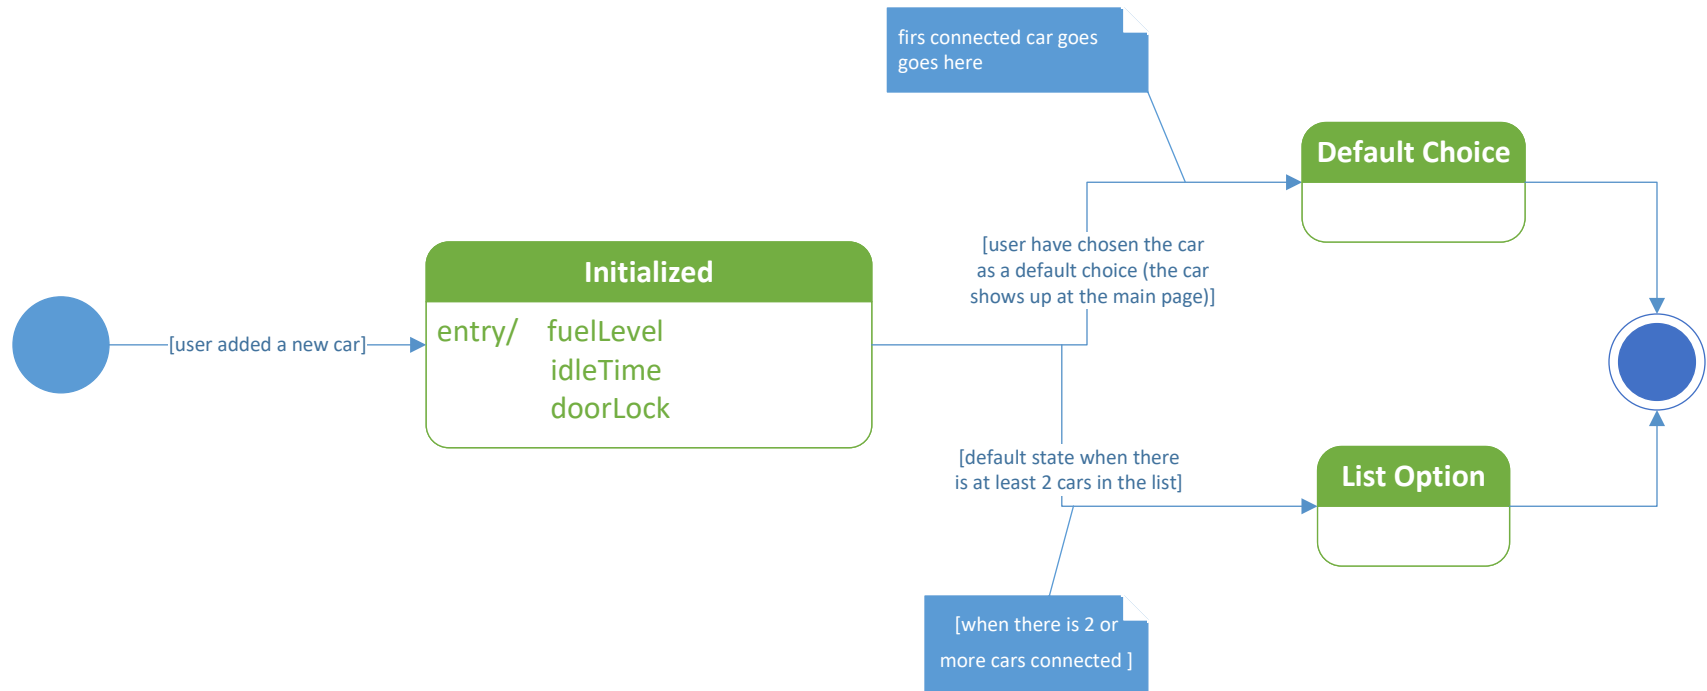 firs connected car goes
goes here
Default Choice
[user have chosen the car
as a default choice (the car
shows up at the main page)]
Initialized
entry/ fuelLevel
idleTime
doorLock
[user added a new car]
[default state when there
is at least 2 cars in the list]
List Option
[when there is 2 or
more cars connected ]